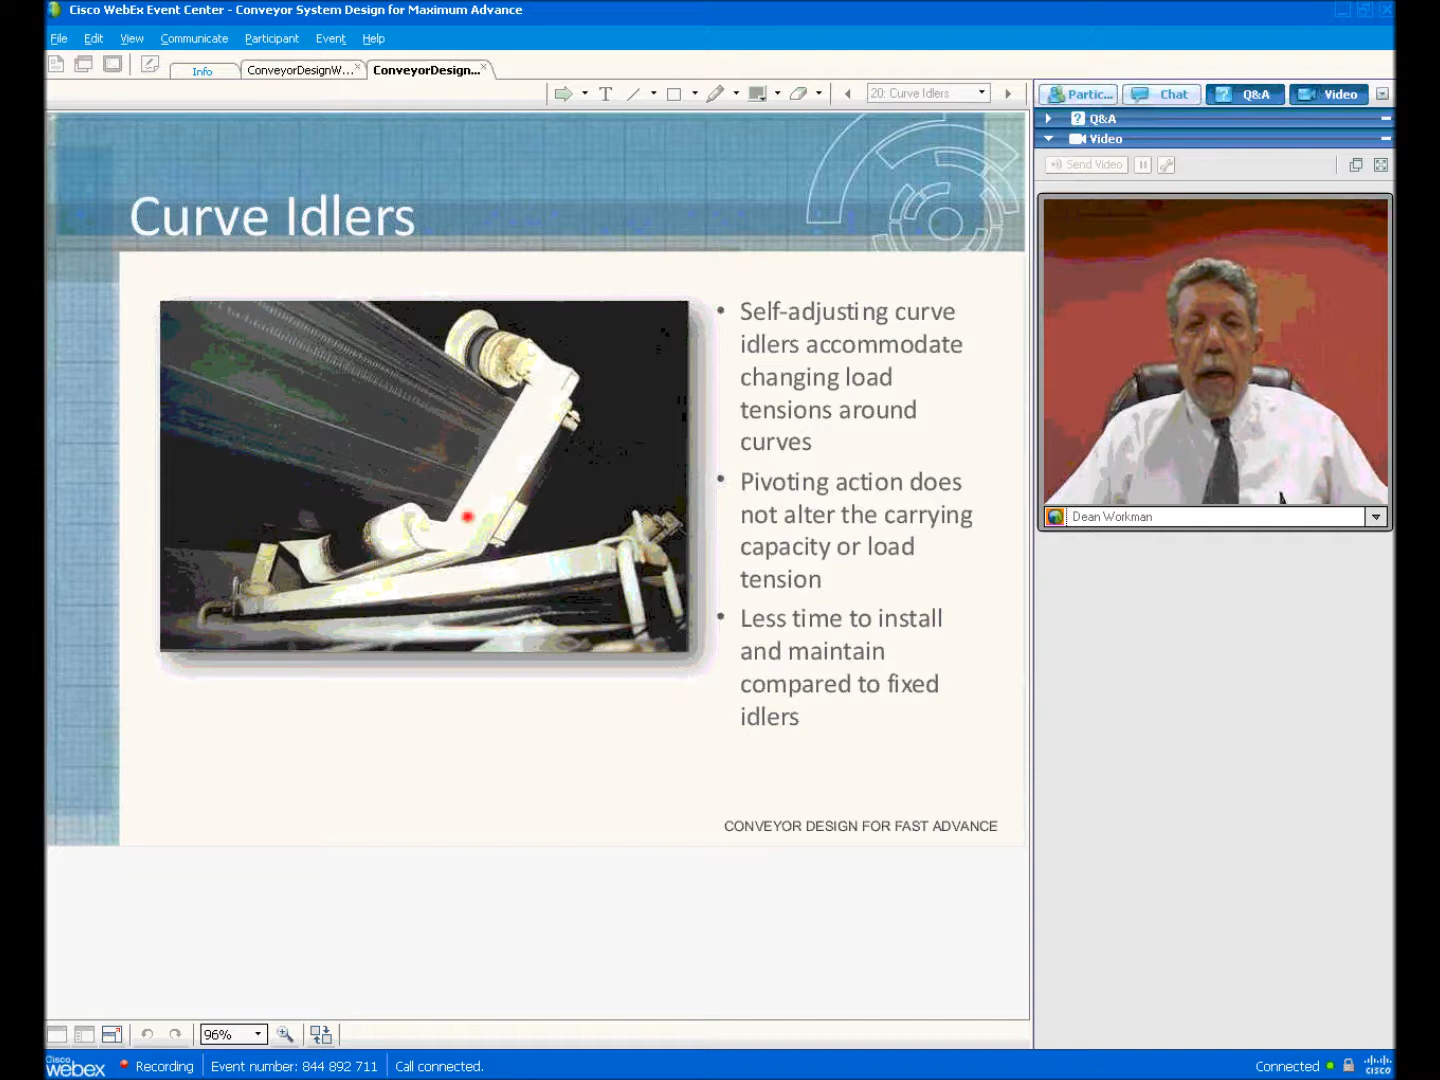 Cisco WebEx Event Center - Conveyor System Design for Maximum Advance
File Edit View Communicate Participant Event Help
Info ConveyorDesignW... ConveyorDesign...
T 20: Curve Idlers
Partic... Chat ? Q&A Video
? Q&A
Video
Send Video
Curve Idlers
• Self-adjusting curve
idlers accommodate
changing load
tensions around
curves
• Pivoting action does
not alter the carrying
capacity or load
tension
• Less time to install
and maintain
compared to fixed
idlers
CONVEYOR DESIGN FOR FAST ADVANCE
Dean Workman
96%
Cisco webex Recording Event number: 844 892 711 Call connected. Connected cisco